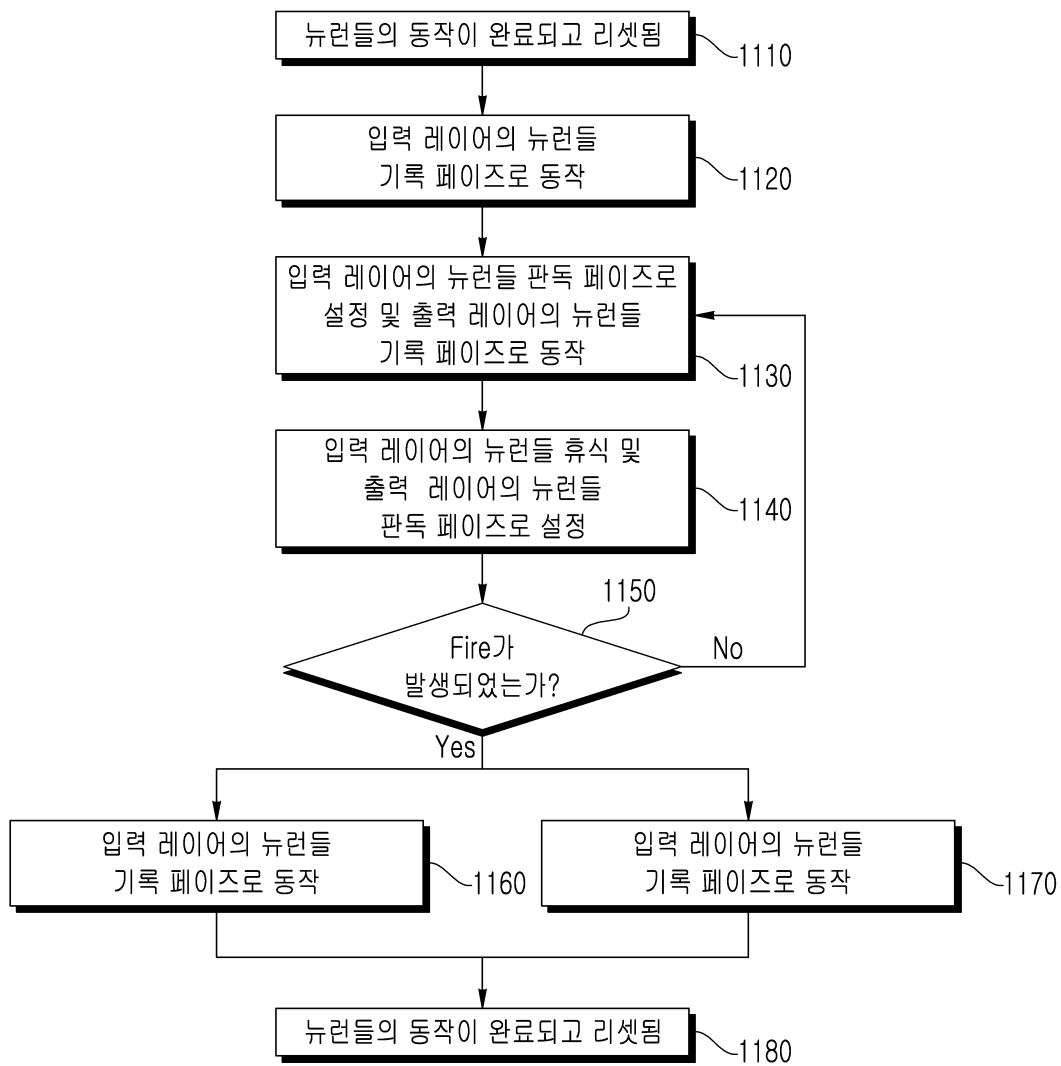 뉴런들의 동작이 완료되고 리셋됨
1110
입력 레이어의 뉴런들
기록 페이즈로 동작
1120
입력 레이어의 뉴런들 판독 페이즈로
설정 및 출력 레이어의 뉴런들
기록 페이즈로 동작
1130
입력 레이어의 뉴런들 휴식 및
출력 레이어의 뉴런들
판독 페이즈로 설정
1140
1150
Fire가
발생되었는가?
No
Yes
입력 레이어의 뉴런들
기록 페이즈로 동작
1160
입력 레이어의 뉴런들
기록 페이즈로 동작
1170
뉴런들의 동작이 완료되고 리셋됨
1180